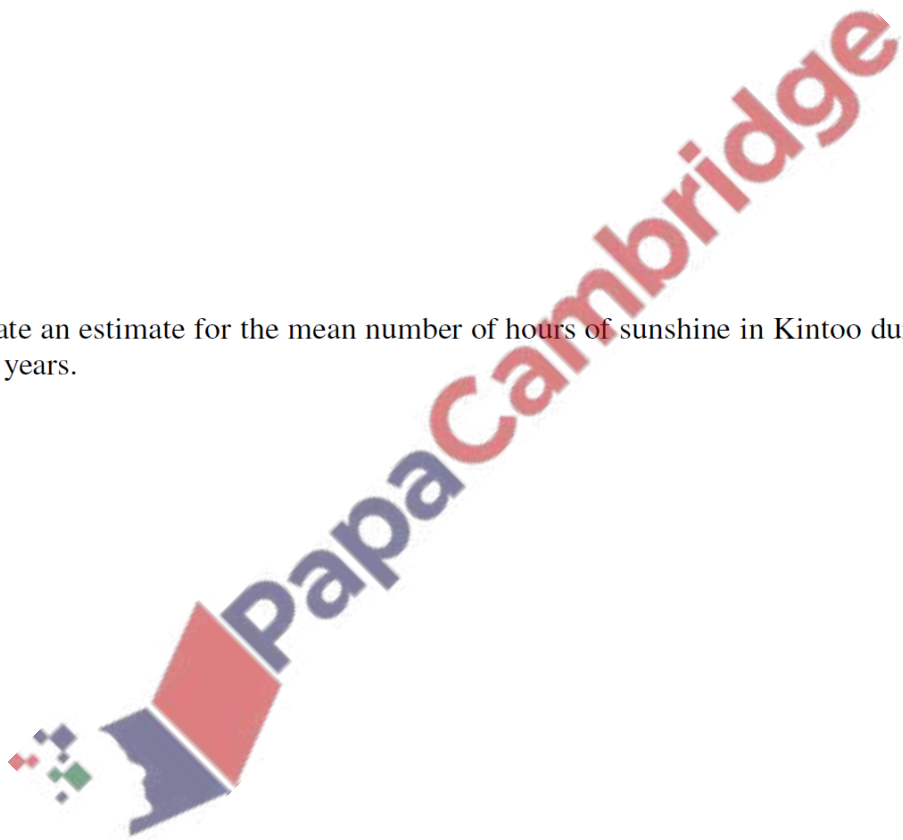 ate an estimate for the mean number of hours of sunshine in Kintoo du
years.
PapaCambridge